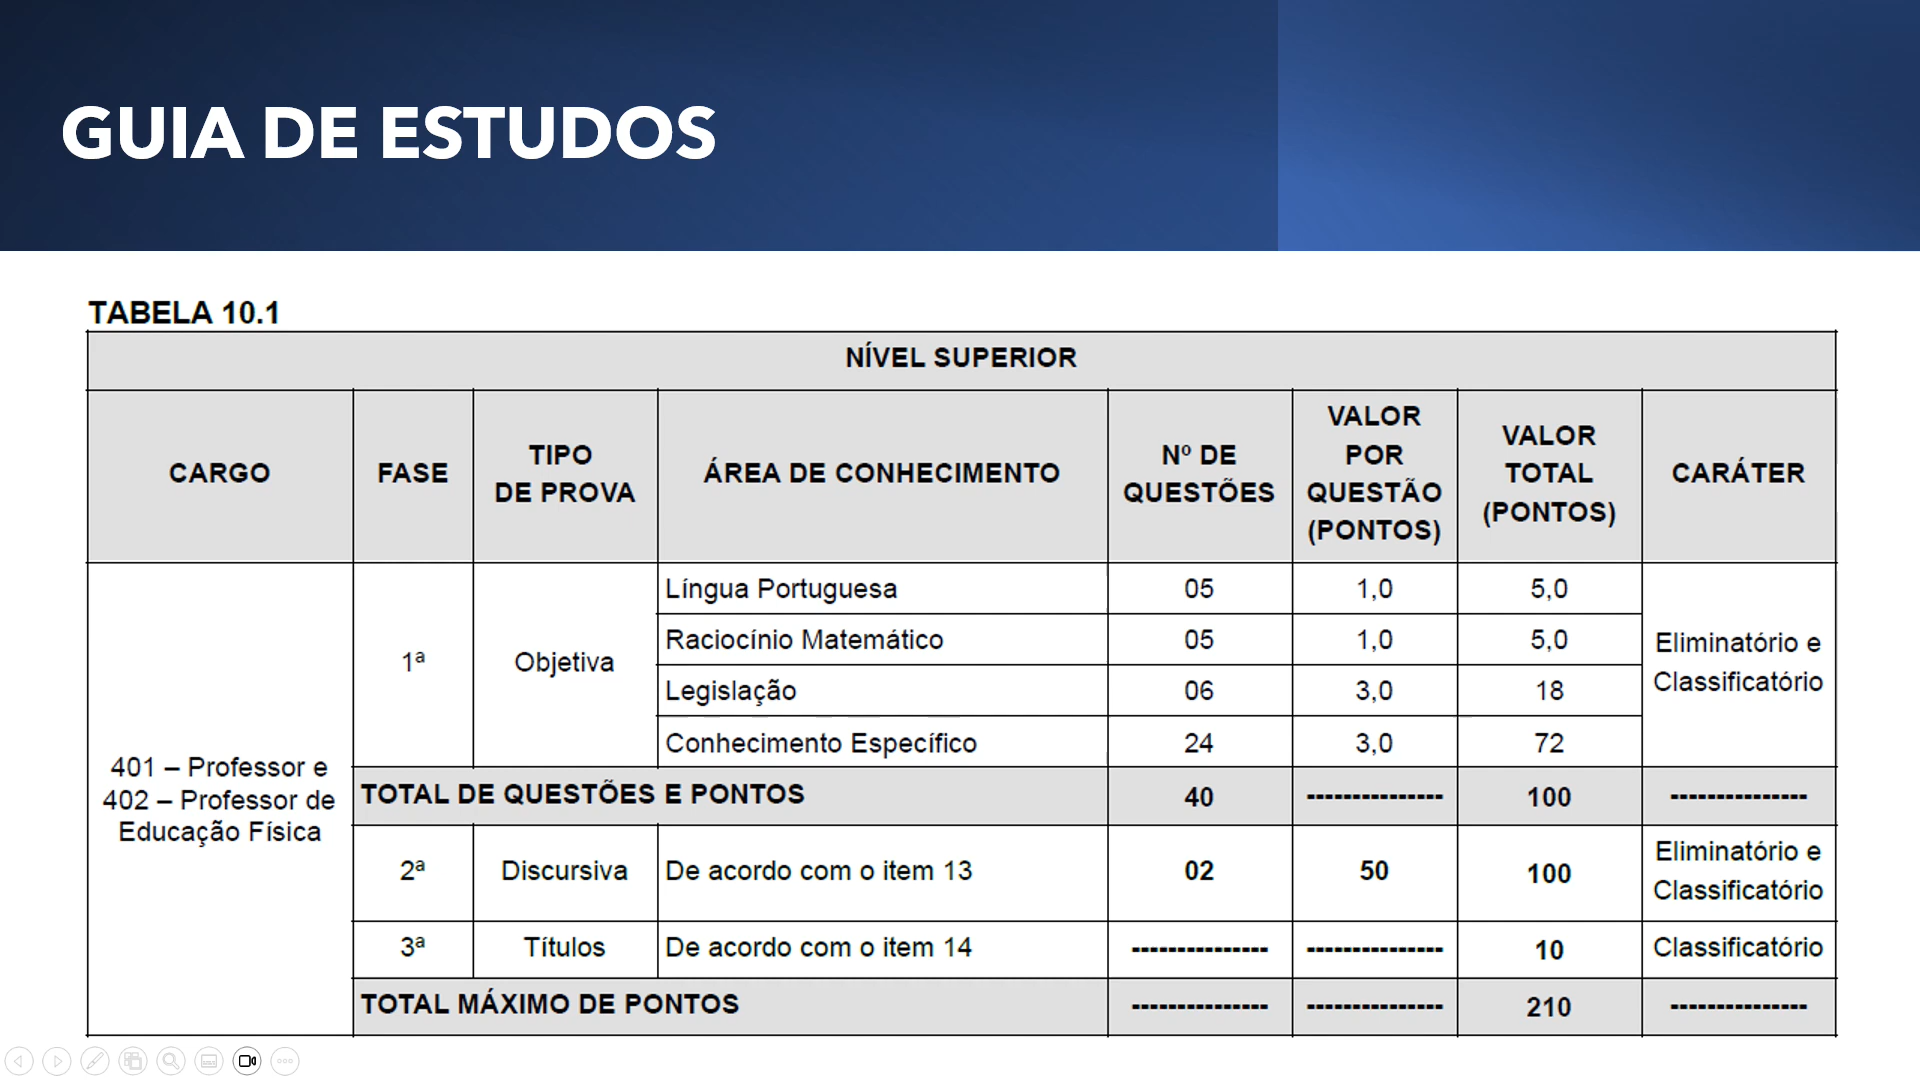 GUIA DE ESTUDOS
TABELA 10.1
NÍVEL SUPERIOR
CARGO FASE TIPO DE PROVA ÁREA DE CONHECIMENTO Nº DE QUESTÕES VALOR POR QUESTÃO (PONTOS) VALOR TOTAL (PONTOS) CARÁTER
401 – Professor e
402 – Professor de
Educação Física
1ª Objetiva
Língua Portuguesa 05 1,0 5,0
Raciocínio Matemático 05 1,0 5,0
Legislação 06 3,0 18
Conhecimento Específico 24 3,0 72
Eliminatório e
Classificatório
TOTAL DE QUESTÕES E PONTOS 40 --------------- 100 ---------------
2ª Discursiva De acordo com o item 13 02 50 100 Eliminatório e
Classificatório
3ª Títulos De acordo com o item 14 --------------- --------------- 10 Classificatório
TOTAL MÁXIMO DE PONTOS --------------- --------------- 210 ---------------